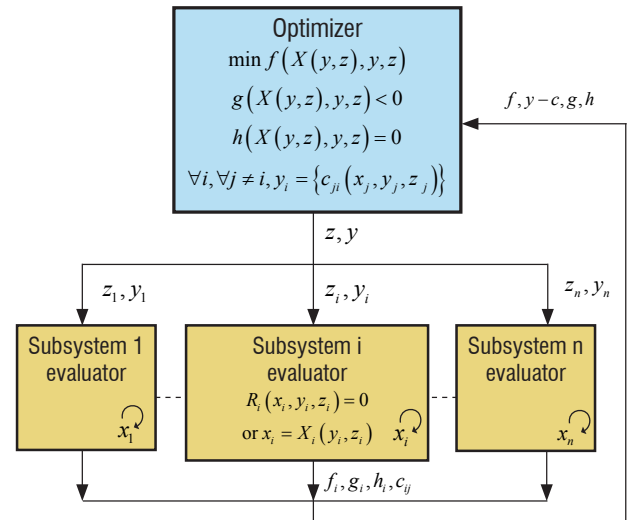 Optimizer
min f(X(y,z),y,z)
g(X(y,z),y,z)<0
h(X(y,z),y,z)=0
∀i,∀j≠i,y_i={c_ji(x_j,y_j,z_j)}
f,y−c,g,h
z,y
z_1,y_1
z_i,y_i
z_n,y_n
Subsystem 1
evaluator
x_1
Subsystem i
evaluator
R_i(x_i,y_i,z_i)=0
or x_i=X_i(y_i,z_i)
x_i
Subsystem n
evaluator
x_n
f_i,g_i,h_i,c_ij